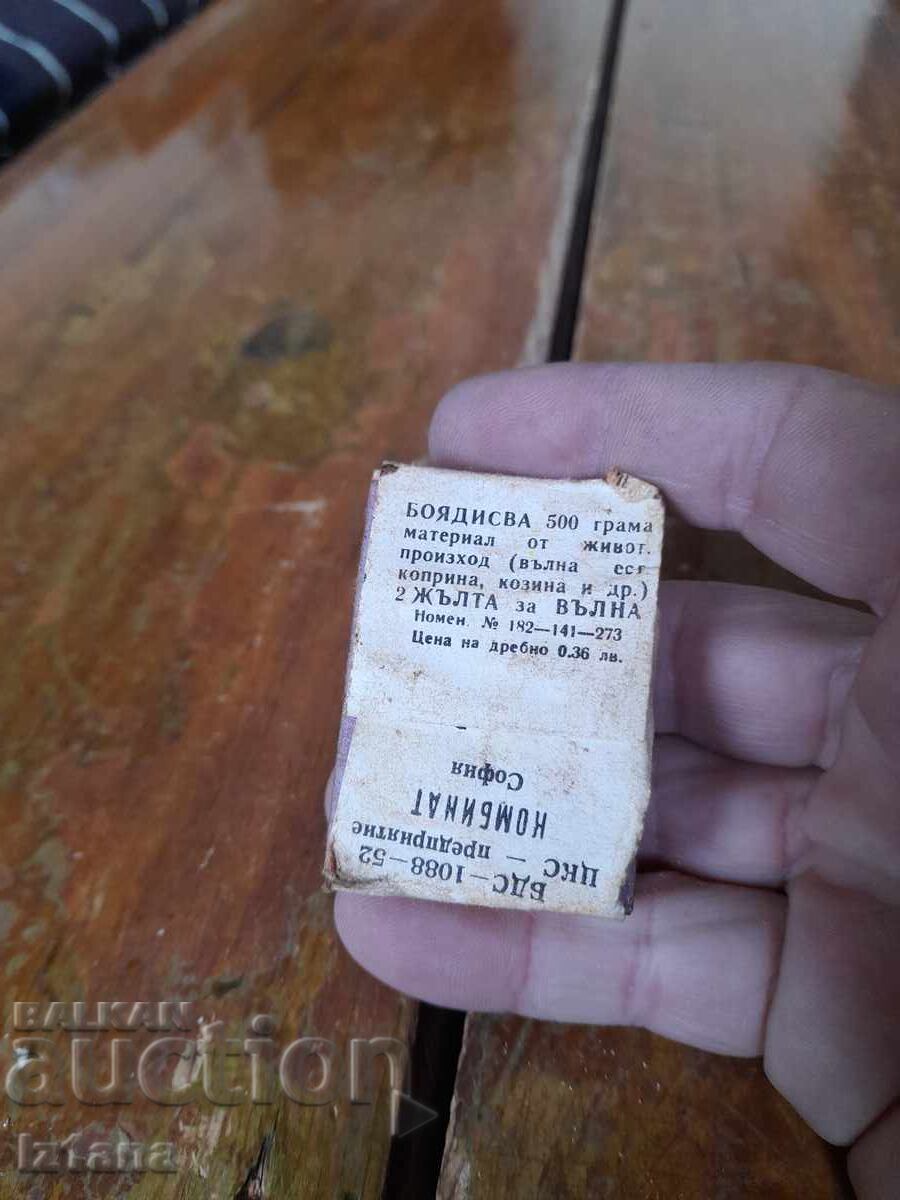 БОЯДИСВА 500 грама
материал от живот.
произход (вълна ест
коприна, козина и др.)
2 ЖЪЛТА за ВЪЛНА
Номен. № 182—141—273
Цена на дребно 0.36 лв.
БДС—1088—52
ЦКС — предприятие
КОМБИНАТ
София
BALKAN
auction
Iztana